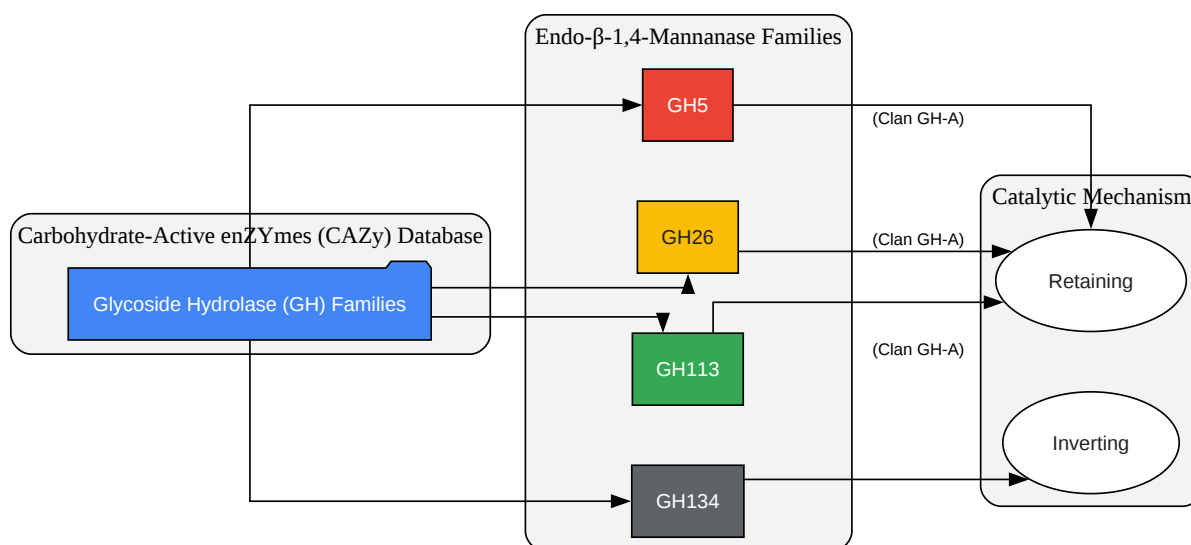 Endo-β-1,4-Mannanase Families
GH5
(Clan GH-A)
Catalytic Mechanism
Carbohydrate-Active enZYmes (CAZy) Database
GH26
(Clan GH-A)
Glycoside Hydrolase (GH) Families
Retaining
GH113
(Clan GH-A)
Inverting
GH134